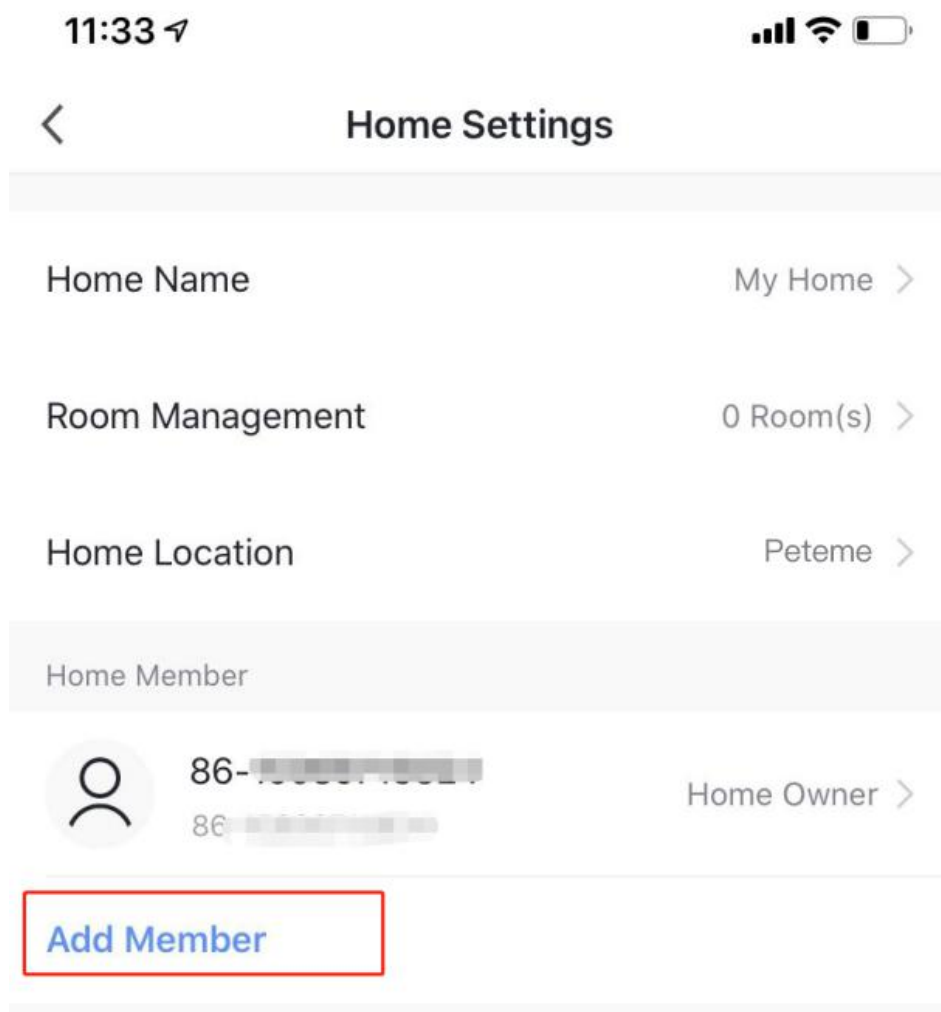 11:33
Home Settings
Home Name My Home
Room Management 0 Room(s)
Home Location Peteme
Home Member
86-
Home Owner
86
Add Member